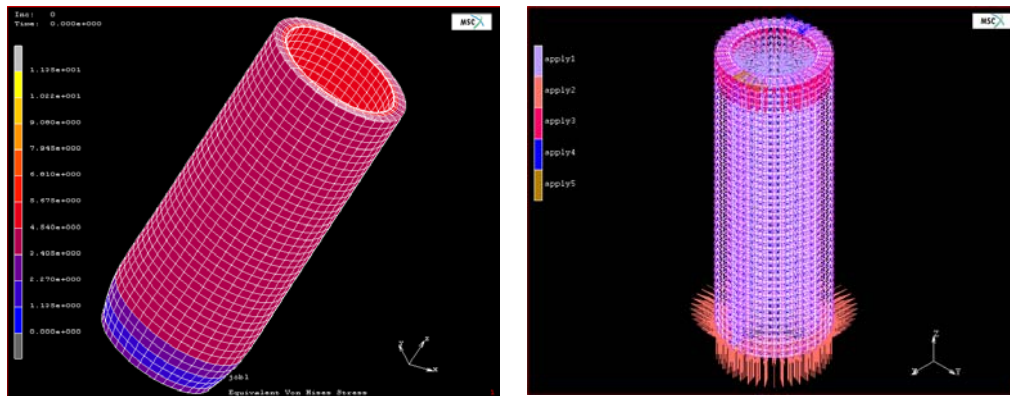 Inc: 0
Time: 0.000e+000
MSC
1.135e+001
1.022e+001
9.080e+000
7.945e+000
6.810e+000
5.675e+000
4.540e+000
3.405e+000
2.270e+000
1.135e+000
0.000e+000
job1
Equivalent Von Mises Stress
1
MSC
apply1
apply2
apply3
apply4
apply5
Z
Y